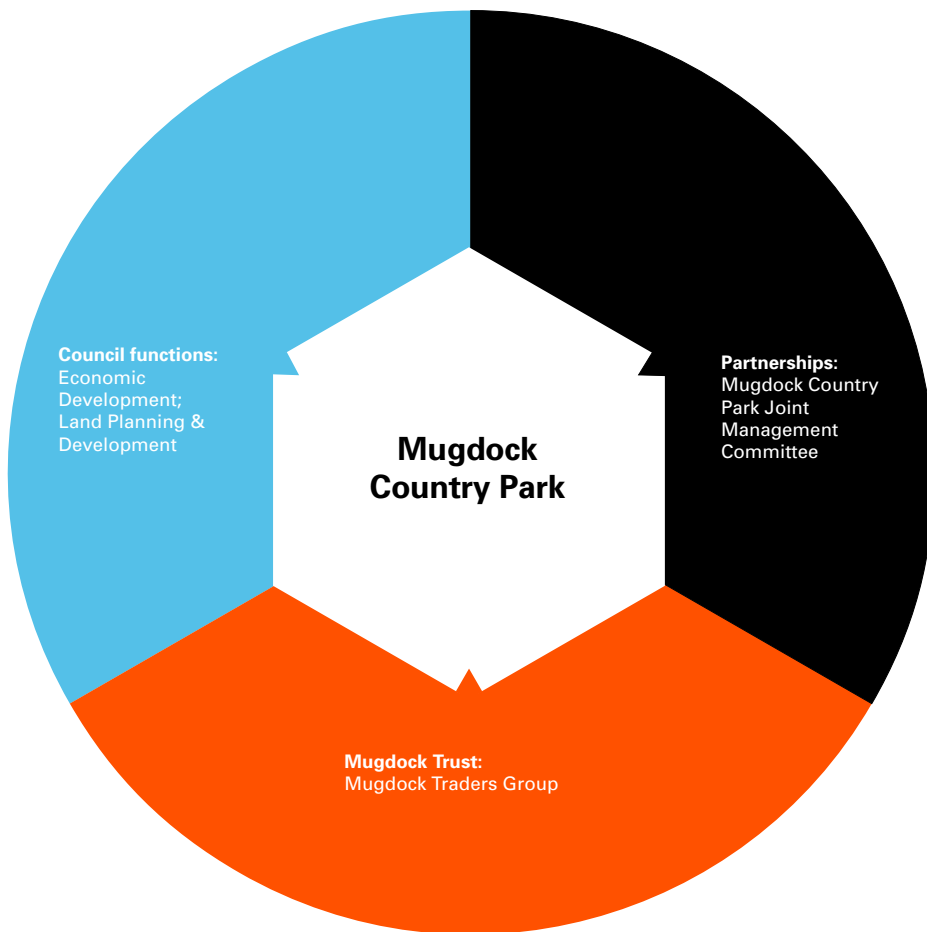 Council functions:
Economic
Development;
Land Planning &
Development
Partnerships:
Mugdock Country
Park Joint
Management
Committee
Mugdock
Country Park
Mugdock Trust:
Mugdock Traders Group